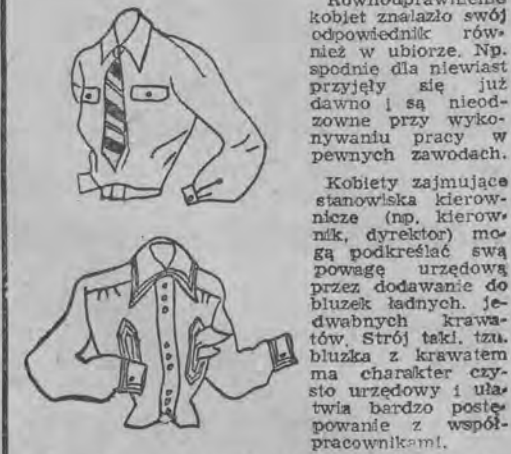 Równouprawnienie
kobiet znalazło swój
odpowiednik rów-
nież w ubiorze. Np.
spodnie dla niewiast
przyjęły się już
dawno i są nieod-
zowne przy wyko-
nywaniu pracy w
pewnych zawodach.
Kobiety zajmujące
stanowiska kierow-
nicze (np. kierow-
nik, dyrektor) mo-
gą podkreślać swą
powagę urzędową
przez dodawanie do
bluzek ładnych. je-
dwabnych krawa-
tów. Strój taki. tzn.
bluzka z krawatem
ma charakter czy-
sto urzędowy i uła-
twia bardzo postę-
powanie z współ-
pracownikami.